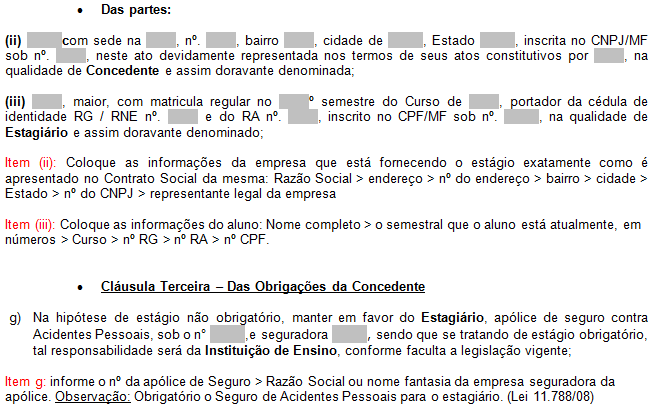 • Das partes:
(ii) com sede na , nº. , bairro , cidade de , Estado , inscrita no CNPJ/MF
sob nº. , neste ato devidamente representada nos termos de seus atos constitutivos por , na
qualidade de Concedente e assim doravante denominada;
(iii) , maior, com matricula regular no º semestre do Curso de , portador da cédula de
identidade RG / RNE nº. e do RA nº. , inscrito no CPF/MF sob nº. , na qualidade de
Estagiário e assim doravante denominado;
Item (ii): Coloque as informações da empresa que está fornecendo o estágio exatamente como é
apresentado no Contrato Social da mesma: Razão Social > endereço > nº do endereço > bairro > cidade >
Estado > nº do CNPJ > representante legal da empresa
Item (iii): Coloque as informações do aluno: Nome completo > o semestral que o aluno está atualmente, em
números > Curso > nº RG > nº RA > nº CPF.
• Cláusula Terceira – Das Obrigações da Concedente
g) Na hipótese de estágio não obrigatório, manter em favor do Estagiário, apólice de seguro contra
Acidentes Pessoais, sob o n° ,e seguradora , sendo que se tratando de estágio obrigatório,
tal responsabilidade será da Instituição de Ensino, conforme faculta a legislação vigente;
Item g: informe o nº da apólice de Seguro > Razão Social ou nome fantasia da empresa seguradora da
apólice. Observação: Obrigatório o Seguro de Acidentes Pessoais para o estagiário. (Lei 11.788/08)